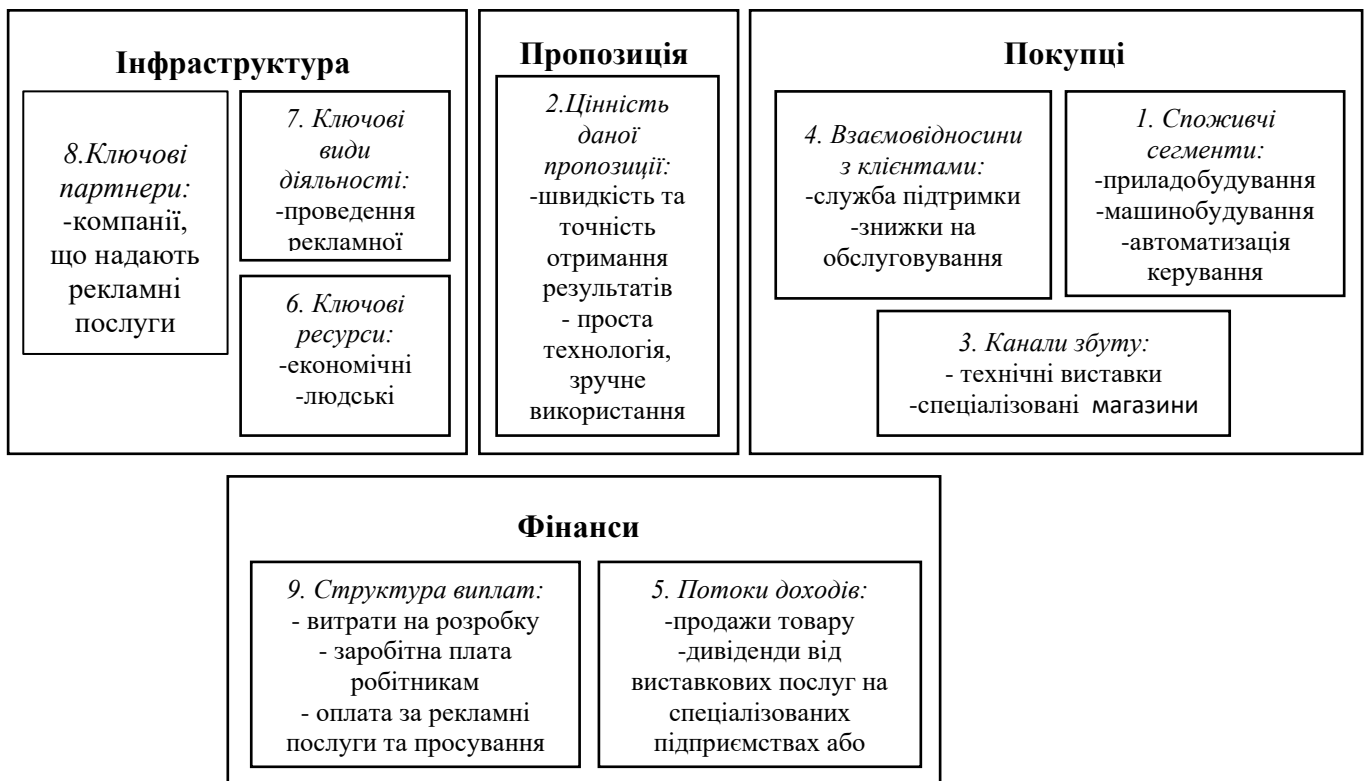 Інфраструктура
8.Ключові
партнери:
-компанії,
що надають
рекламні
послуги
7. Ключові
види
діяльності:
-проведення
рекламної
6. Ключові
ресурси:
-економічні
-людські
Пропозиція
2.Цінність
даної
пропозиції:
-швидкість та
точність
отримання
результатів
- проста
технологія,
зручне
використання
Покупці
4. Взаємовідносини
з клієнтами:
-служба підтримки
-знижки на
обслуговування
1. Споживчі
сегменти:
-приладобудування
-машинобудування
-автоматизація
керування
3. Канали збуту:
- технічні виставки
-спеціалізовані магазини
Фінанси
9. Структура виплат:
- витрати на розробку
- заробітна плата
робітникам
- оплата за рекламні
послуги та просування
5. Потоки доходів:
-продажи товару
-дивіденди від
виставкових послуг на
спеціалізованих
підприємствах або